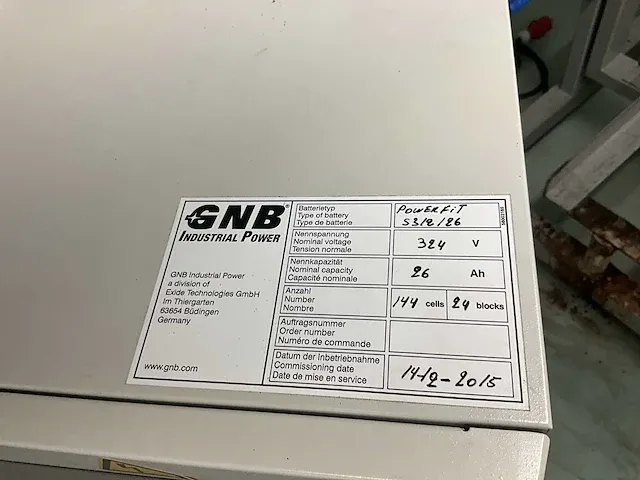 GNB®
INDUSTRIAL POWER
GNB Industrial Power
a division of
Exide Technologies GmbH
Im Thiergarten
63654 Büdingen
Germany
www.gnb.com
Batterietyp
Type of battery
Type de batterie
POWERFIT
S312/26
Nennspannung
Nominal voltage
Tension normale
324 V
Nennkapazität
Nominal capacity
Capacité nominale
26 Ah
Anzahl
Number
Nombre
144 cells 24 blocks
Auftragsnummer
Order number
Numéro de commande
Datum der Inbetriebnahme
Commissioning date
Date de mise en service
14-2-2015